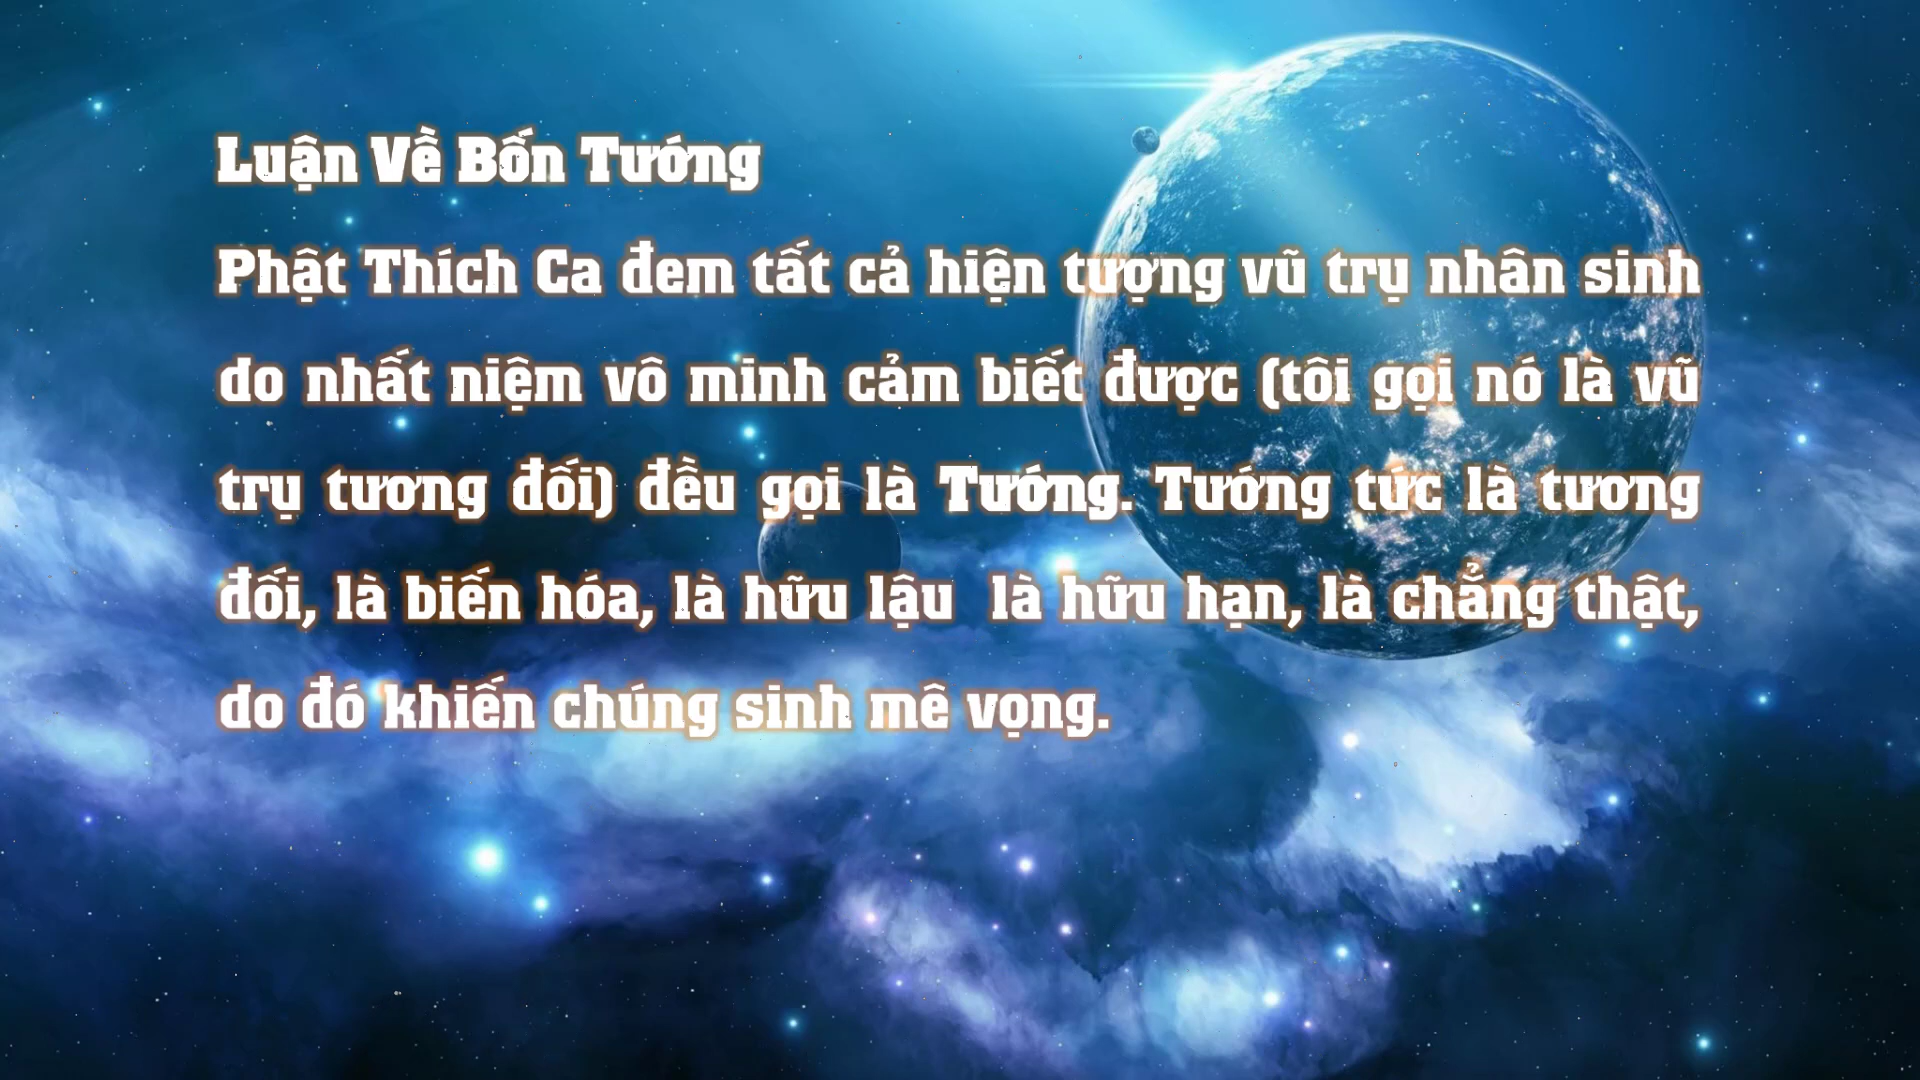 Luận Về Bốn Tướng
Phật Thích Ca đem tất cả hiện tượng vũ trụ nhân sinh
do nhất niệm vô minh cảm biết được (tôi gọi nó là vũ
trụ tương đối) đều gọi là Tướng. Tướng tức là tương
đối, là biến hóa, là hữu lậu  là hữu hạn, là chẳng thật,
do đó khiến chúng sinh mê vọng.